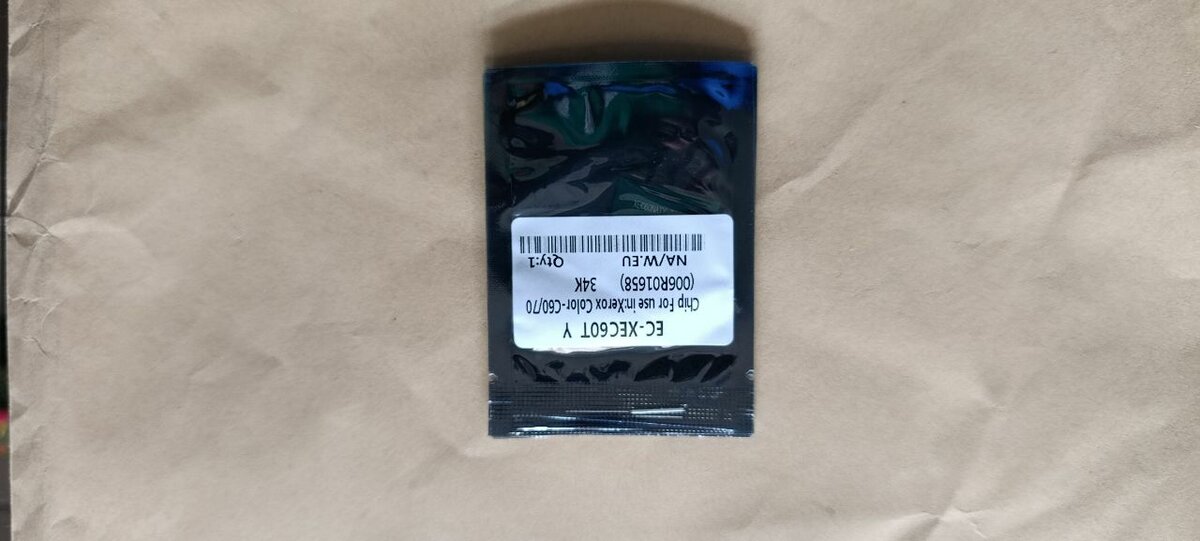 EC-XEC60T Y
Chip For use in:Xerox Color-C60/70
(006R01658) 34K
NA/W.EU Qty:1